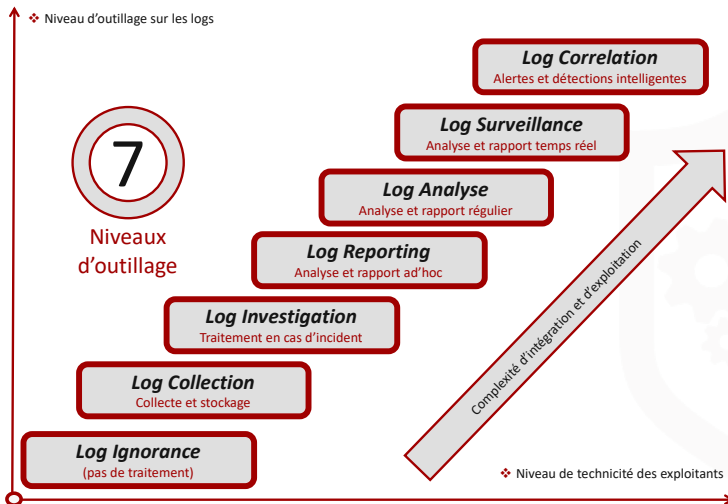 ❖ Niveau d'outillage sur les logs
Log Correlation
Alertes et détections intelligentes
Log Surveillance
Analyse et rapport temps réel
7
Niveaux
d'outillage
Log Analyse
Analyse et rapport régulier
Log Reporting
Analyse et rapport ad'hoc
Log Investigation
Traitement en cas d'incident
Log Collection
Collecte et stockage
Log Ignorance
(pas de traitement)
Complexité d'intégration et d'exploitation
❖ Niveau de technicité des exploitants